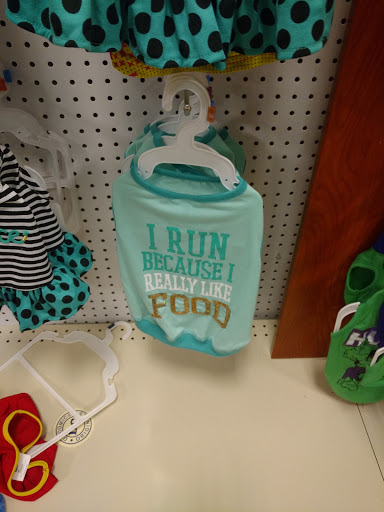 I RUN
BECAUSE I
REALLY LIKE
FOOD